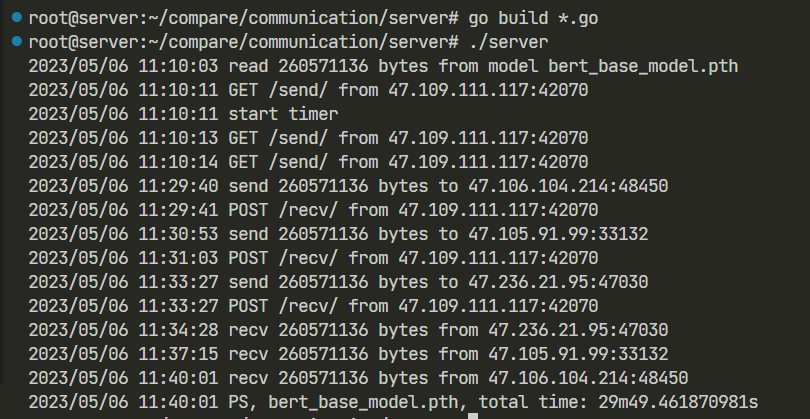 root@server:~/compare/communication/server# go build *.go
root@server:~/compare/communication/server# ./server
2023/05/06 11:10:03 read 260571136 bytes from model bert_base_model.pth
2023/05/06 11:10:11 GET /send/ from 47.109.111.117:42070
2023/05/06 11:10:11 start timer
2023/05/06 11:10:13 GET /send/ from 47.109.111.117:42070
2023/05/06 11:10:14 GET /send/ from 47.109.111.117:42070
2023/05/06 11:29:40 send 260571136 bytes to 47.106.104.214:48450
2023/05/06 11:29:41 POST /recv/ from 47.109.111.117:42070
2023/05/06 11:30:53 send 260571136 bytes to 47.105.91.99:33132
2023/05/06 11:31:03 POST /recv/ from 47.109.111.117:42070
2023/05/06 11:33:27 send 260571136 bytes to 47.236.21.95:47030
2023/05/06 11:33:27 POST /recv/ from 47.109.111.117:42070
2023/05/06 11:34:28 recv 260571136 bytes from 47.236.21.95:47030
2023/05/06 11:37:15 recv 260571136 bytes from 47.105.91.99:33132
2023/05/06 11:40:01 recv 260571136 bytes from 47.106.104.214:48450
2023/05/06 11:40:01 PS, bert_base_model.pth, total time: 29m49.461870981s